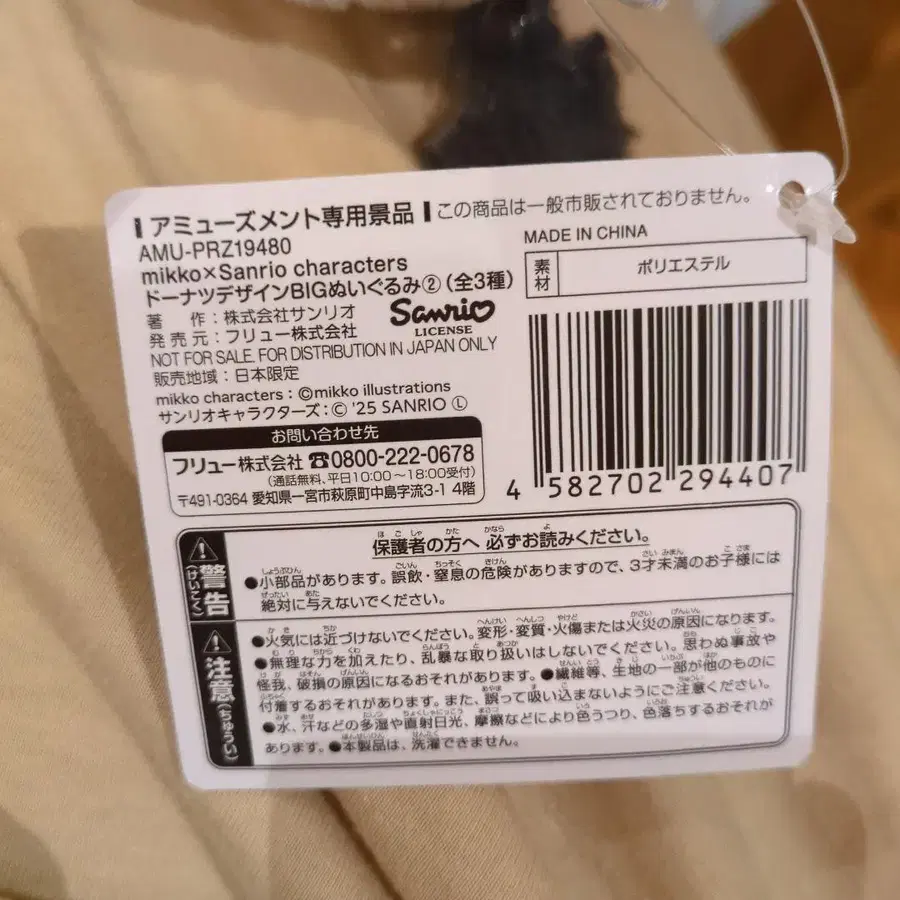 アミューズメント専用景品 この商品は一般市販されておりません。
AMU-PRZ19480
mikko×Sanrio characters
ドーナツデザインBIGぬいぐるみ②(全3種)
著 作:株式会社サンリオ
発売元:フリュー株式会社
Sanrio
LICENSE
NOT FOR SALE, FOR DISTRIBUTION IN JAPAN ONLY
販売地域:日本限定
mikko characters:©mikko illustrations
サンリオキャラクターズ:© '25 SANRIO Ⓛ
お問い合わせ先
フリュー株式会社 ☎0800-222-0678
(通話無料、平日10:00~18:00受付)
〒491-0364 愛知県一宮市萩原町中島字流3-1 4階
MADE IN CHINA
素材 ポリエステル
4 582702 294407
保護者の方へ 必ずお読みください。
警告(けいこく)
●小部品があります。誤飲・窒息の危険がありますので、3才未満のお子様には
絶対に与えないでください。
注意(ちゅうい)
●火気には近づけないでください。変形・変質・火傷または火災の原因になります。
●無理な力を加えたり、乱暴な取り扱いはしないでください。思わぬ事故や
怪我、破損の原因になるおそれがあります。●繊維等、生地の一部が他のものに
付着するおそれがあります。また、誤って吸い込まないようにご注意ください。
●水、汗などの多湿や直射日光、摩擦などにより色うつり、色落ちするおそれが
あります。●本製品は、洗濯できません。